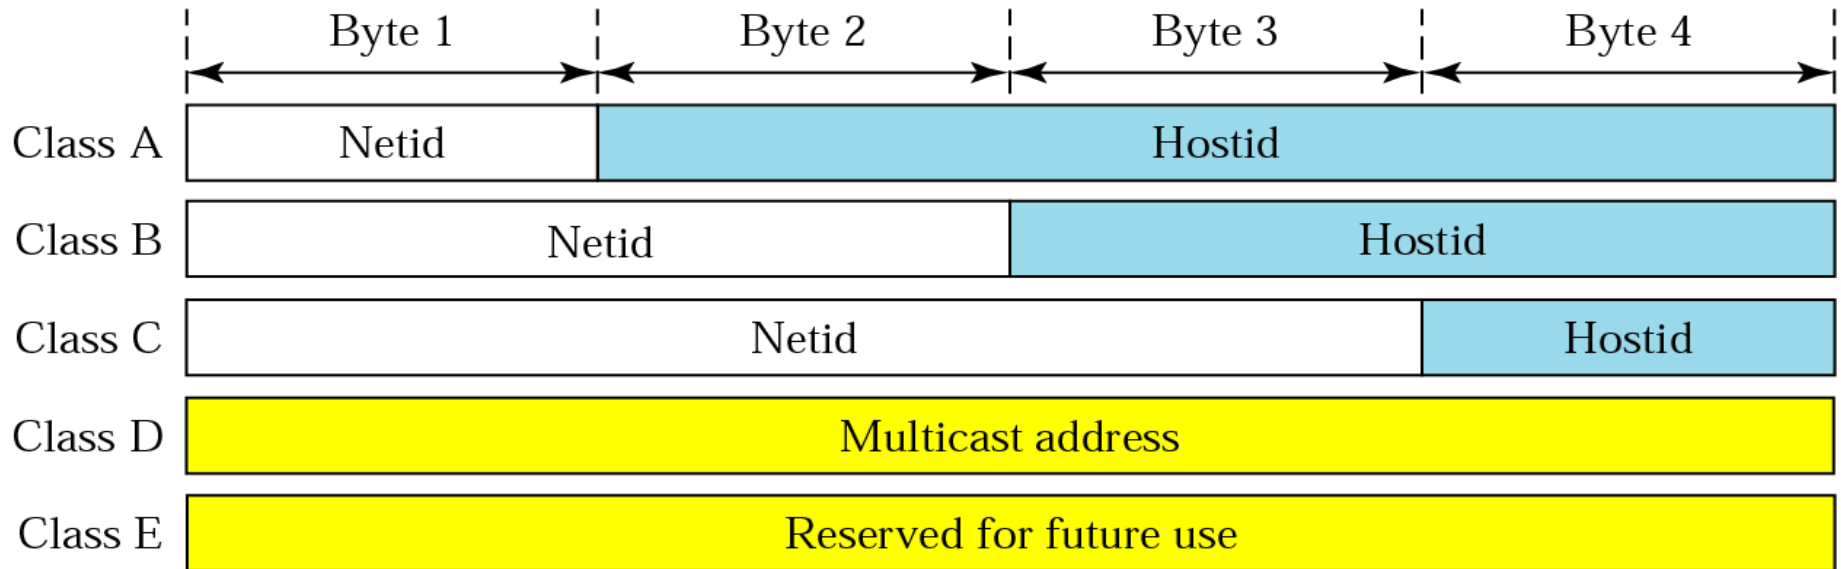 Byte 1 Byte 2 Byte 3 Byte 4
Class A Netid Hostid
Class B Netid Hostid
Class C Netid Hostid
Class D Multicast address
Class E Reserved for future use